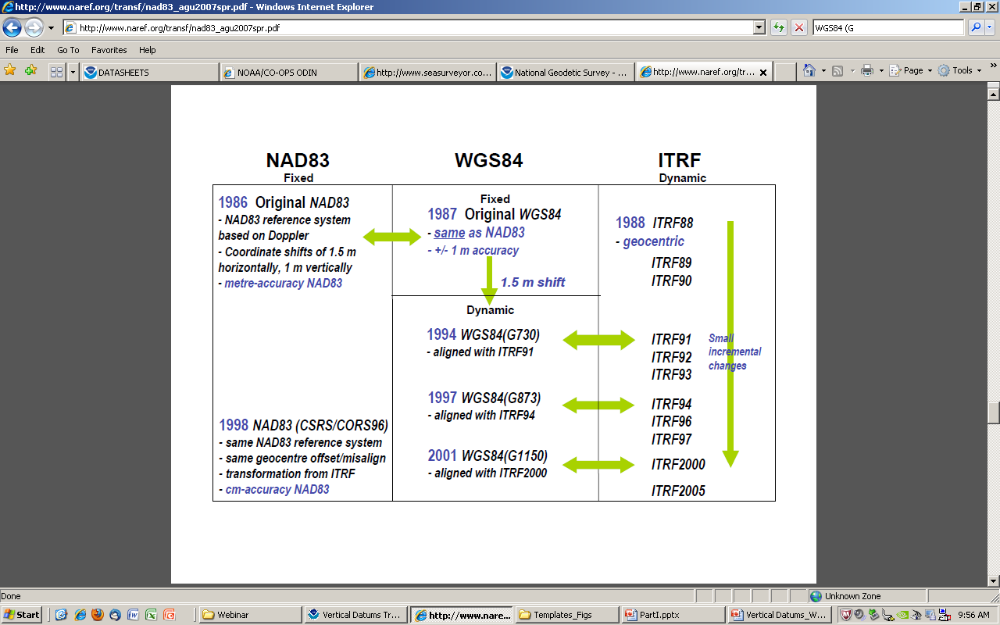 http://www.naref.org/transf/nad83_agu2007spr.pdf - Windows Internet Explorer
http://www.naref.org/transf/nad83_agu2007spr.pdf
WGS84 (G
File Edit Go To Favorites Help
DATASHEETS
NOAA/CO-OPS ODIN
http://www.seasurveyor.co...
National Geodetic Survey - ...
http://www.naref.org/tr...
Page
Tools
NAD83
Fixed
WGS84
ITRF
Dynamic
1986 Original NAD83
- NAD83 reference system
based on Doppler
- Coordinate shifts of 1.5 m
horizontally, 1 m vertically
- metre-accuracy NAD83
1998 NAD83 (CSRS/CORS96)
- same NAD83 reference system
- same geocentre offset/misalign
- transformation from ITRF
- cm-accuracy NAD83
Fixed
1987 Original WGS84
- same as NAD83
- +/- 1 m accuracy
1.5 m shift
Dynamic
1994 WGS84(G730)
- aligned with ITRF91
1997 WGS84(G873)
- aligned with ITRF94
2001 WGS84(G1150)
- aligned with ITRF2000
1988 ITRF88
- geocentric
ITRF89
ITRF90
ITRF91
ITRF92
ITRF93
Small
incremental
changes
ITRF94
ITRF96
ITRF97
ITRF2000
ITRF2005
Done
Unknown Zone
Start
Webinar
Vertical Datums Tr...
http://www.nare...
Templates_Figs
PartI.pptx
Vertical Datums_W...
9:56 AM